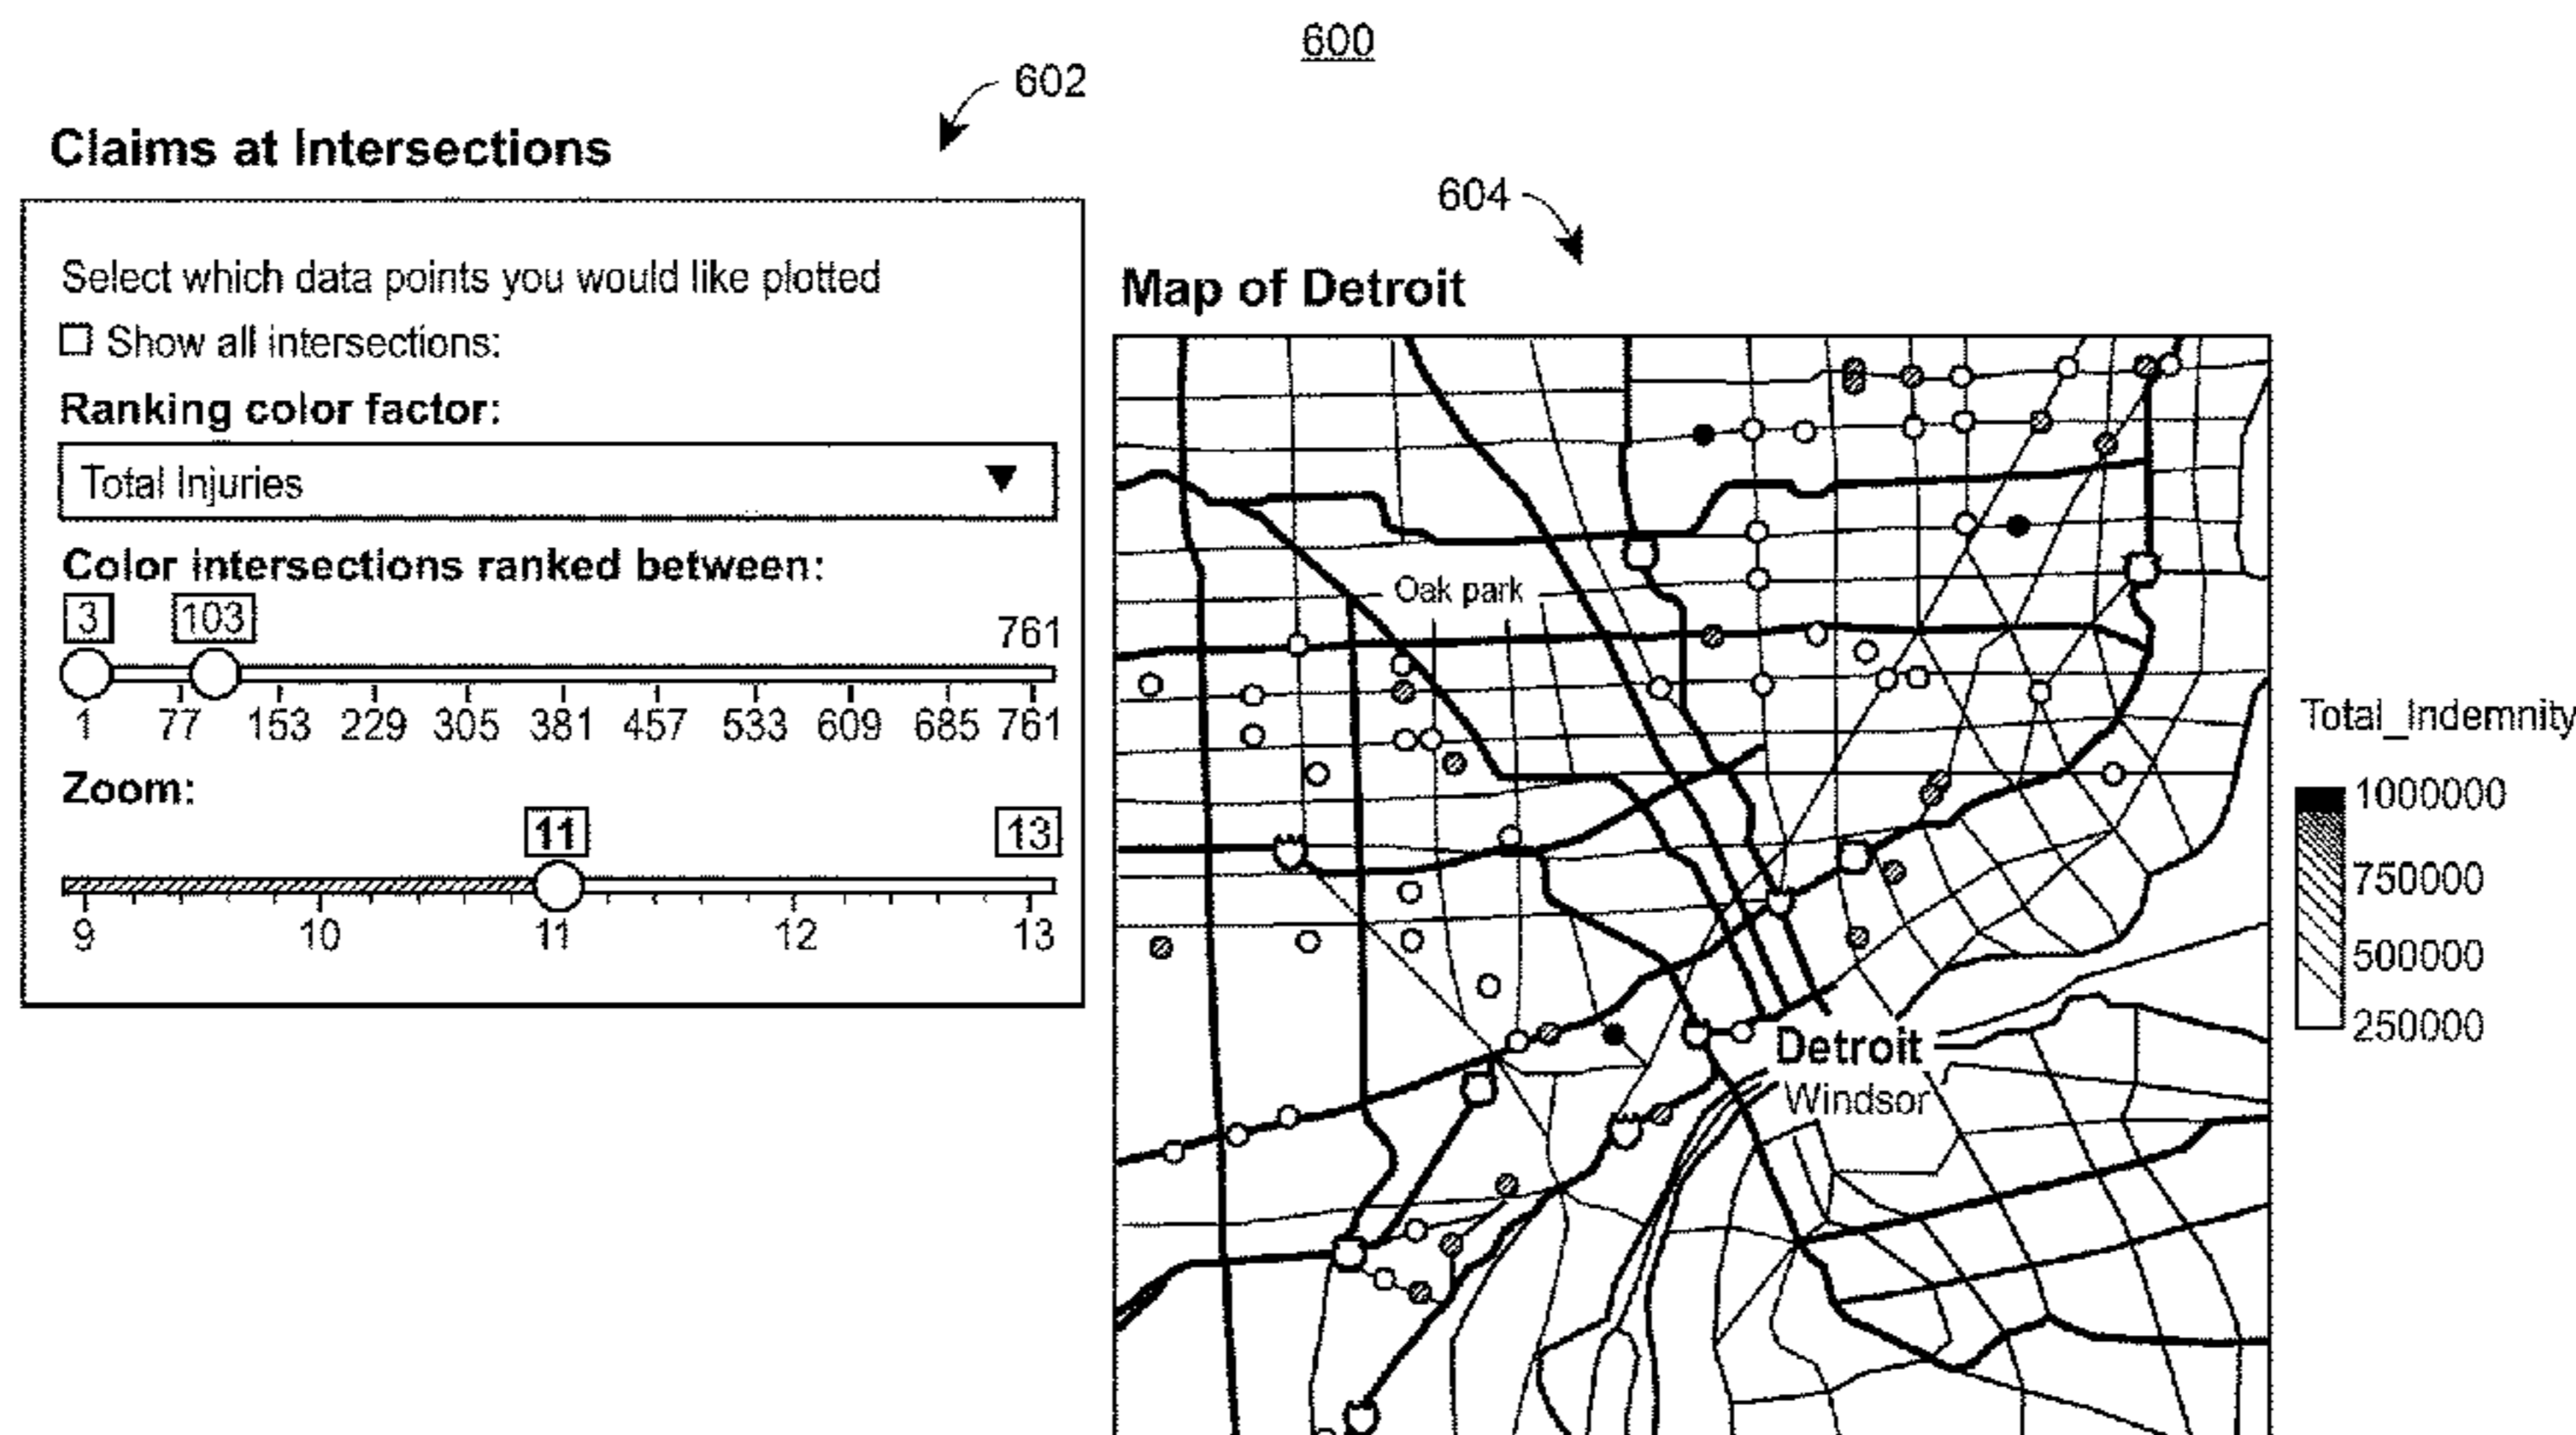 600
602
Claims at Intersections
Select which data points you would like plotted
Show all intersections:
Ranking color factor:
Total Injuries
Color intersections ranked between:
3 103 761
1 77 153 229 305 381 457 533 609 685 761
Zoom:
11 13
9 10 11 12 13
604
Map of Detroit
Oak park
Detroit
Windsor
Total_Indemnity
1000000
750000
500000
250000